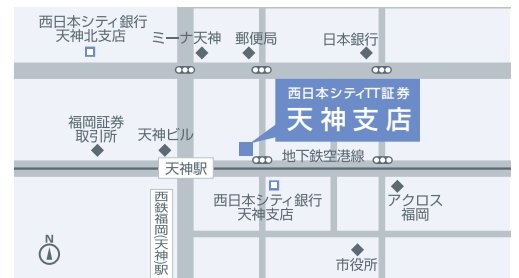 西日本シティ銀行
天神北支店
ミーナ天神
郵便局
日本銀行
西日本シティTT証券
天神支店
福岡証券
取引所
天神ビル
地下鉄空港線
天神駅
西日本シティ銀行
天神支店
アクロス
福岡
西鉄福岡(天神)駅
市役所
N